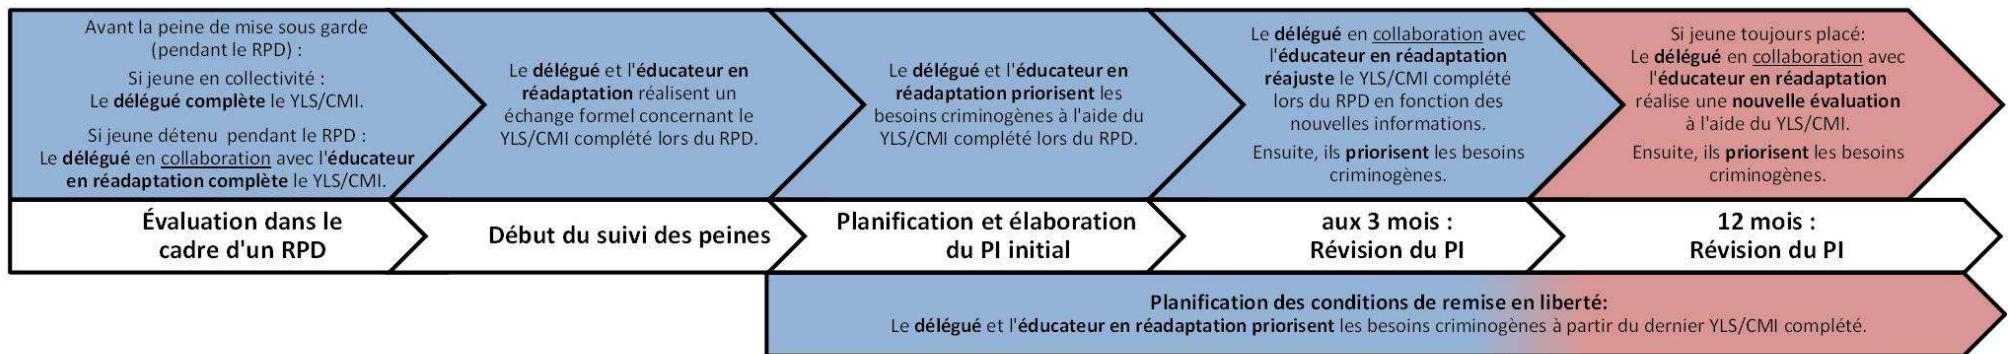 Avant la peine de mise sous garde
(pendant le RPD) :
Si jeune en collectivité :
Le délégué complète le YLS/CMI.
Si jeune détenu pendant le RPD :
Le délégué en collaboration avec l'éducateur
en réadaptation complète le YLS/CMI.
Le délégué et l'éducateur en
réadaptation réalisent un
échange formel concernant le
YLS/CMI complété lors du RPD.
Le délégué et l'éducateur en
réadaptation priorisent les
besoins criminogènes à l'aide du
YLS/CMI complété lors du RPD.
Le délégué en collaboration avec
l'éducateur en réadaptation
réajuste le YLS/CMI complété
lors du RPD en fonction des
nouvelles informations.
Ensuite, ils priorisent les besoins
criminogènes.
Si jeune toujours placé:
Le délégué en collaboration avec
l'éducateur en réadaptation
réalise une nouvelle évaluation
à l'aide du YLS/CMI.
Ensuite, ils priorisent les besoins
criminogènes.
Évaluation dans le
cadre d'un RPD
Début du suivi des peines
Planification et élaboration
du PI initial
aux 3 mois :
Révision du PI
12 mois :
Révision du PI
Planification des conditions de remise en liberté:
Le délégué et l'éducateur en réadaptation priorisent les besoins criminogènes à partir du dernier YLS/CMI complété.